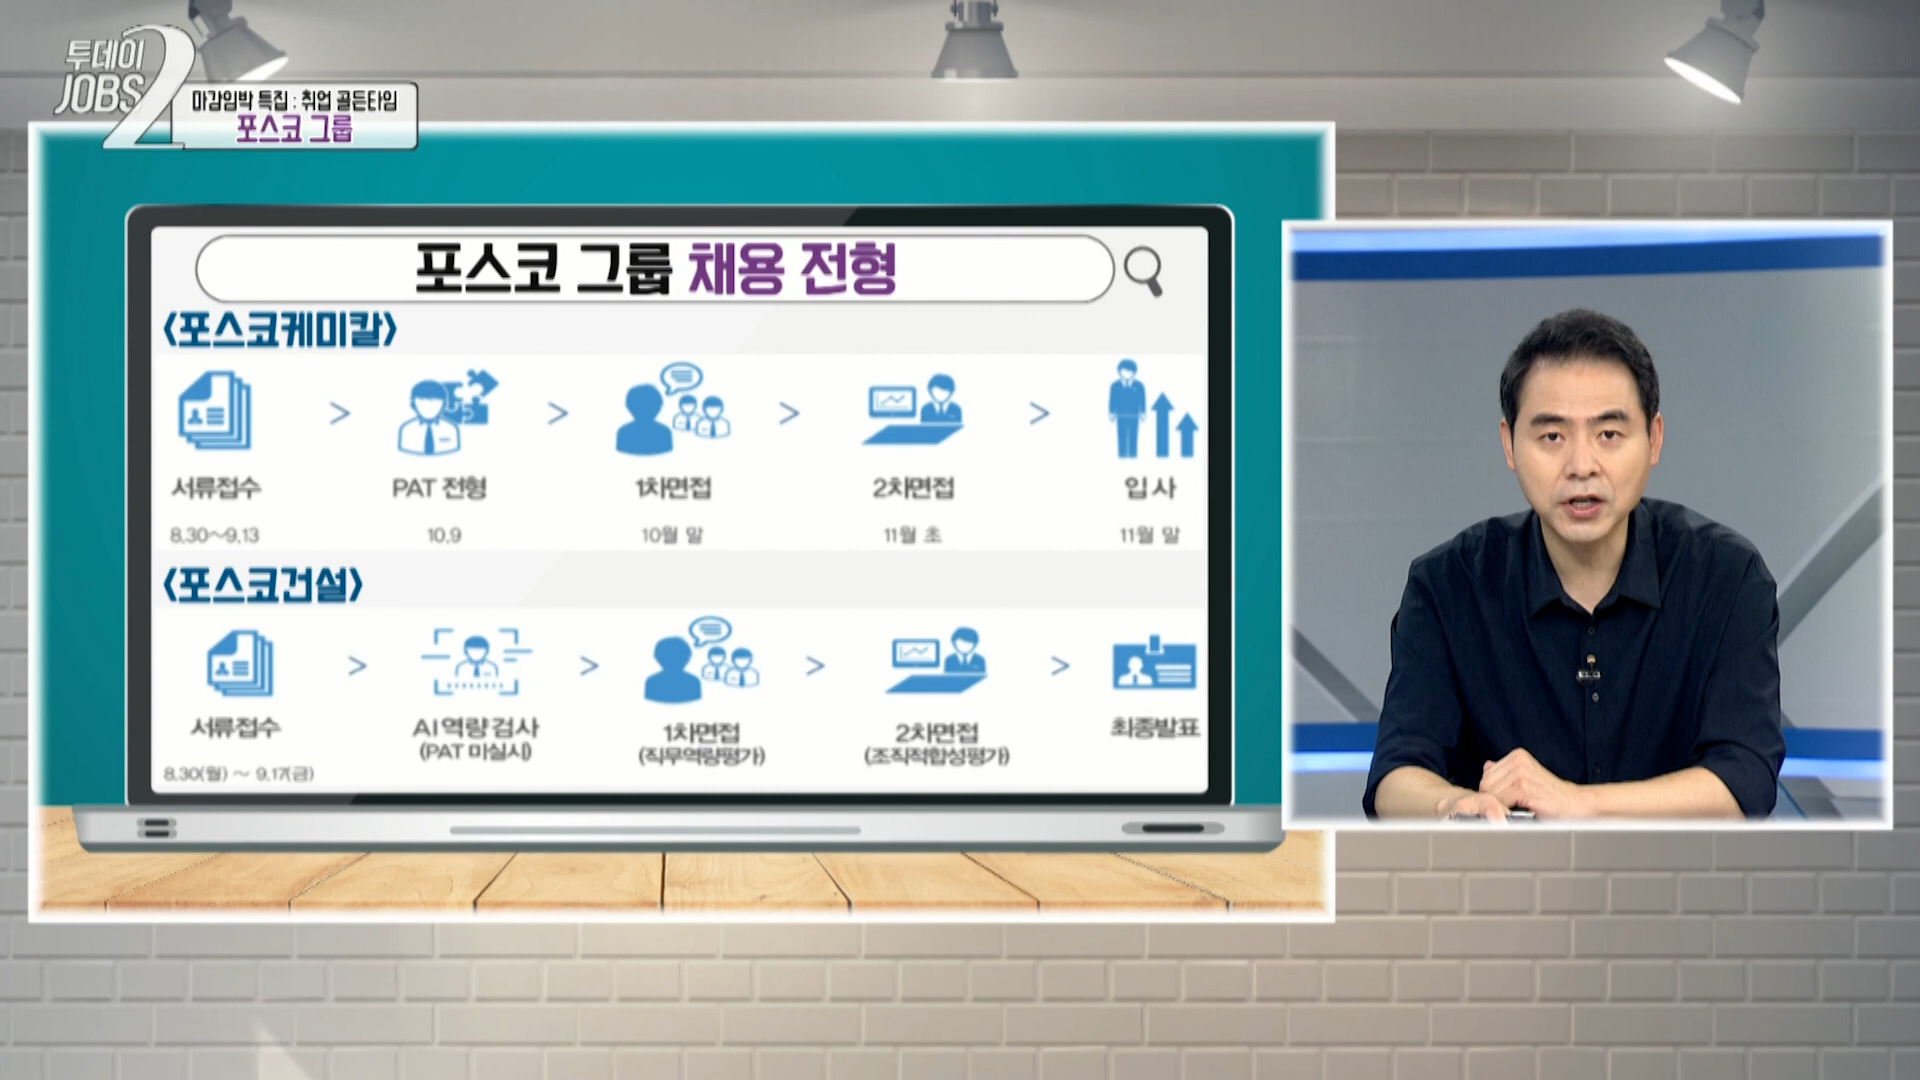 투데이
JOBS 2
마감임박 특집 : 취업 골든타임
포스코 그룹
포스코 그룹 채용 전형
<포스코케미칼>
서류접수 > PAT 전형 > 1차면접 > 2차면접 > 입 사
8.30~9.13 10.9 10월 말 11월 초 11월 말
<포스코건설>
서류접수 > AI 역량 검사 > 1차면접 > 2차면접 > 최종발표
(PAT 미실시) (직무역량평가) (조직적합성평가)
8.30(월) ~ 9.17(금)